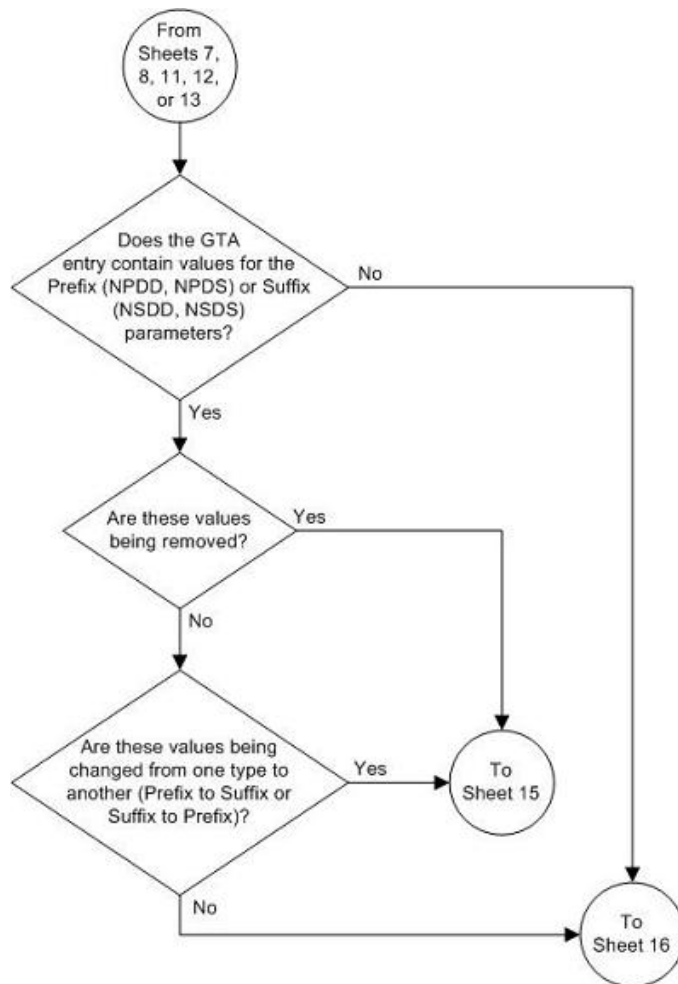 From
Sheets 7,
8, 11, 12,
or 13
Does the GTA
entry contain values for the
Prefix (NPDD, NPDS) or Suffix
(NSDD, NSDS)
parameters?
No
Yes
Are these values
being removed?
Yes
No
Are these values being
changed from one type to
another (Prefix to Suffix or
Suffix to Prefix)?
Yes
To
Sheet 15
No
To
Sheet 16